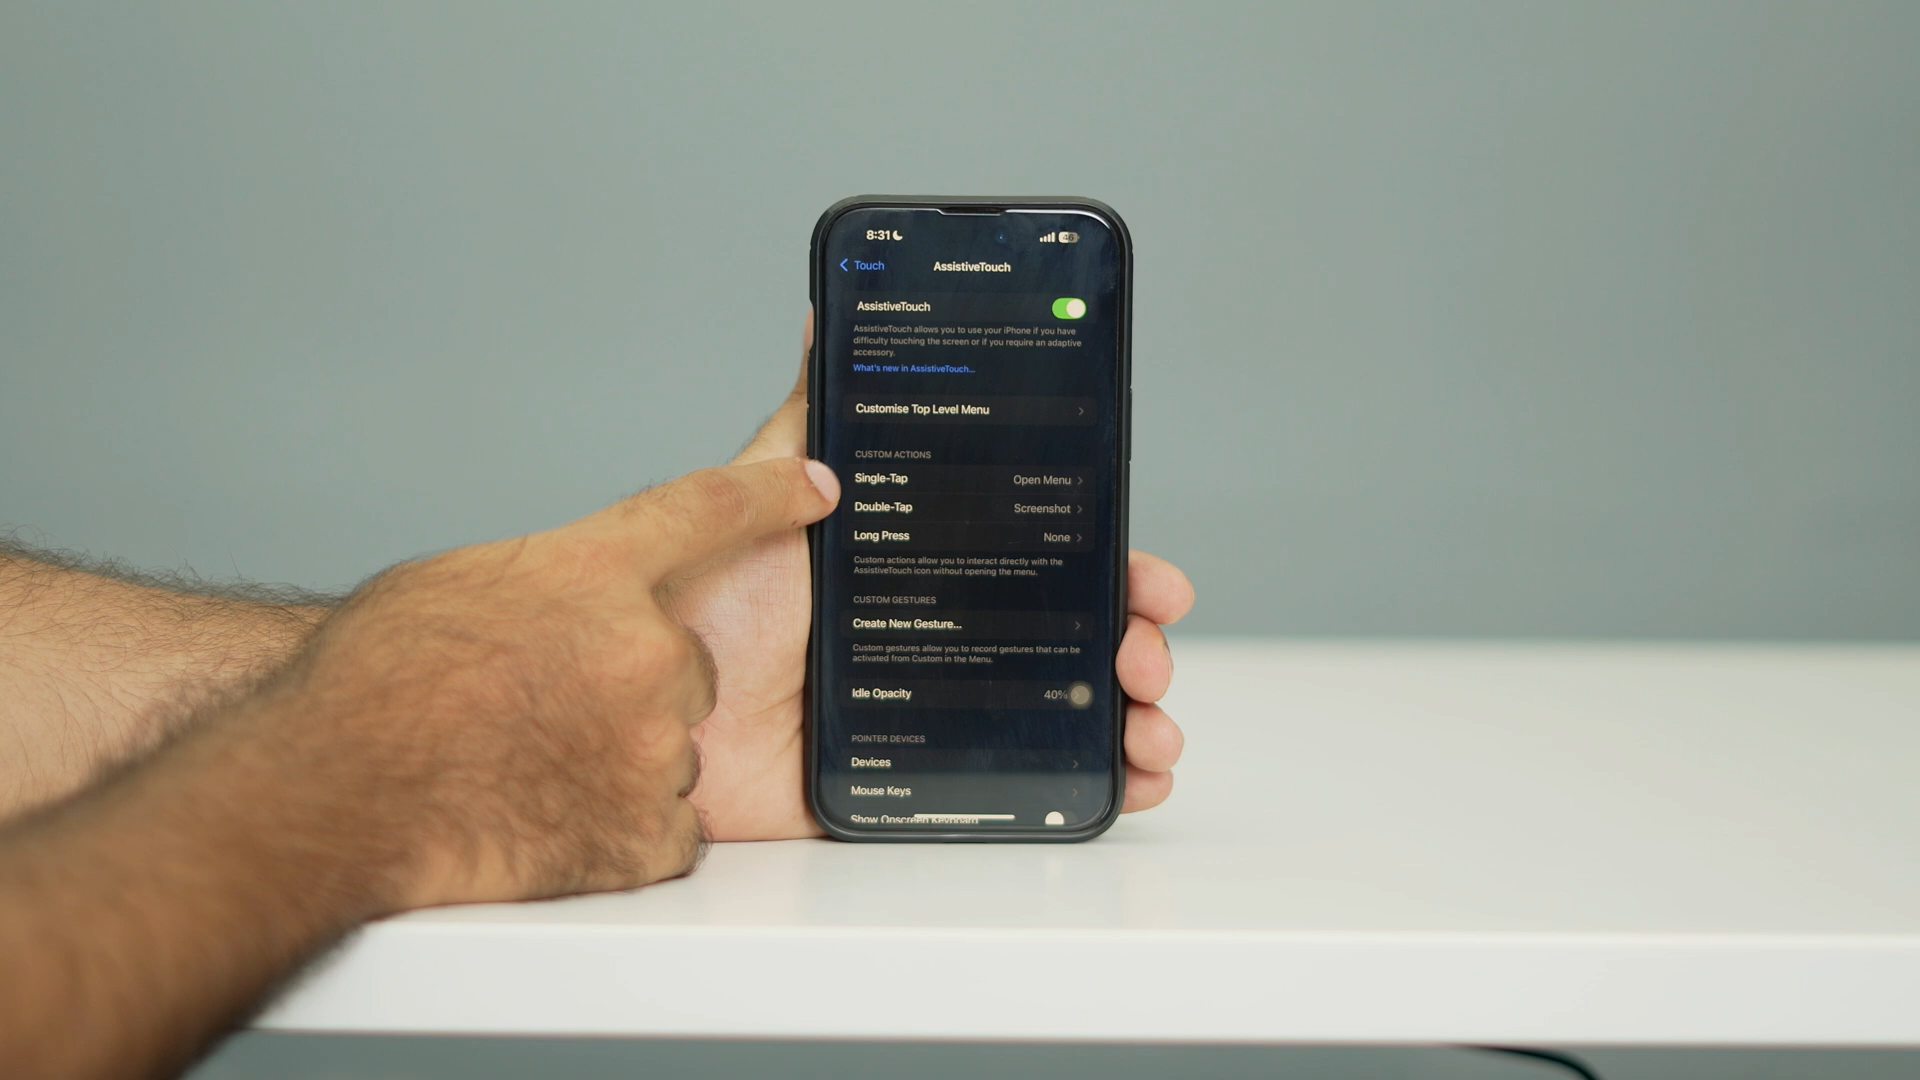 8:31
46
Touch
AssistiveTouch
AssistiveTouch
AssistiveTouch allows you to use your iPhone if you have
difficulty touching the screen or if you require an adaptive
accessory.
What's new in AssistiveTouch...
Customise Top Level Menu
CUSTOM ACTIONS
Single-Tap Open Menu
Double-Tap Screenshot
Long Press None
Custom actions allow you to interact directly with the
AssistiveTouch icon without opening the menu.
CUSTOM GESTURES
Create New Gesture...
Custom gestures allow you to record gestures that can be
activated from Custom in the Menu.
Idle Opacity 40%
POINTER DEVICES
Devices
Mouse Keys
Show Onscreen Keyboard